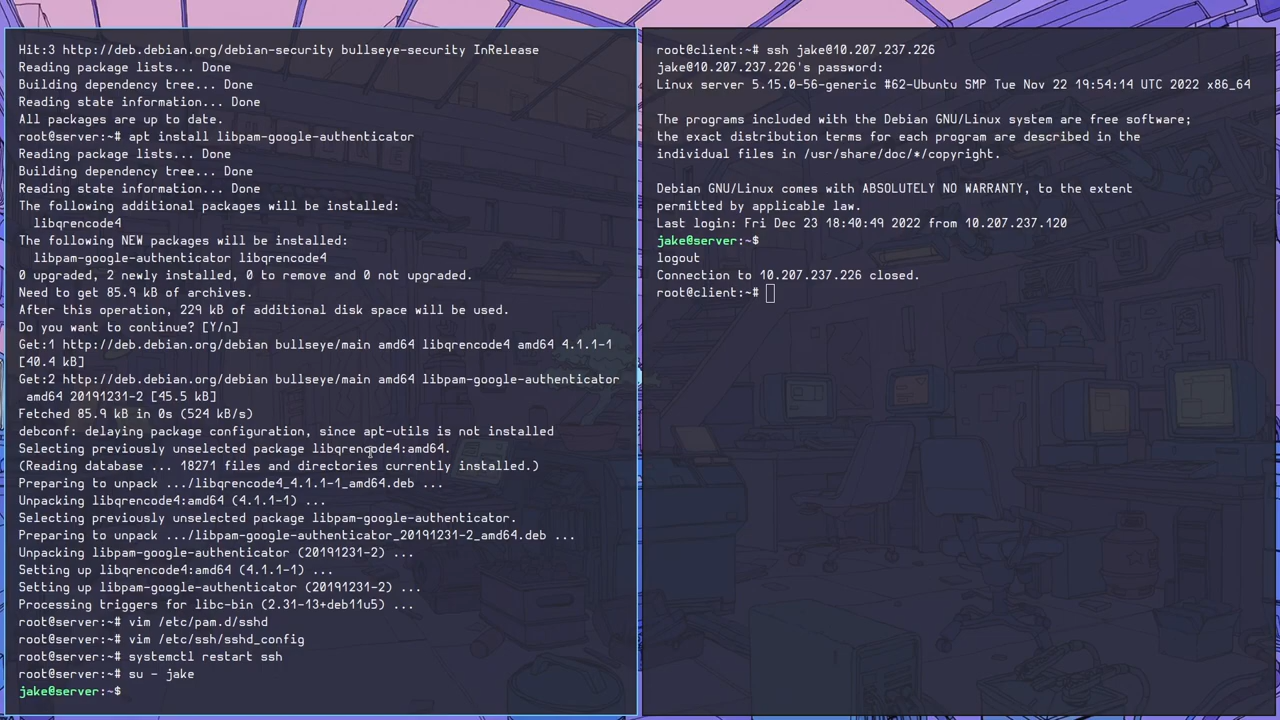 Hit:3 http://deb.debian.org/debian-security bullseye-security InRelease
Reading package lists... Done
Building dependency tree... Done
Reading state information... Done
All packages are up to date.
root@server:~# apt install libpam-google-authenticator
Reading package lists... Done
Building dependency tree... Done
Reading state information... Done
The following additional packages will be installed:
  libqrencode4
The following NEW packages will be installed:
  libpam-google-authenticator libqrencode4
0 upgraded, 2 newly installed, 0 to remove and 0 not upgraded.
Need to get 85.9 kB of archives.
After this operation, 229 kB of additional disk space will be used.
Do you want to continue? [Y/n]
Get:1 http://deb.debian.org/debian bullseye/main amd64 libqrencode4 amd64 4.1.1-1
[40.4 kB]
Get:2 http://deb.debian.org/debian bullseye/main amd64 libpam-google-authenticator
 amd64 20191231-2 [45.5 kB]
Fetched 85.9 kB in 0s (524 kB/s)
debconf: delaying package configuration, since apt-utils is not installed
Selecting previously unselected package libqrencode4:amd64.
(Reading database ... 18271 files and directories currently installed.)
Preparing to unpack .../libqrencode4_4.1.1-1_amd64.deb ...
Unpacking libqrencode4:amd64 (4.1.1-1) ...
Selecting previously unselected package libpam-google-authenticator.
Preparing to unpack .../libpam-google-authenticator_20191231-2_amd64.deb ...
Unpacking libpam-google-authenticator (20191231-2) ...
Setting up libqrencode4:amd64 (4.1.1-1) ...
Setting up libpam-google-authenticator (20191231-2) ...
Processing triggers for libc-bin (2.31-13+deb11u5) ...
root@server:~# vim /etc/pam.d/sshd
root@server:~# vim /etc/ssh/sshd_config
root@server:~# systemctl restart ssh
root@server:~# su - jake
jake@server:~$
root@client:~# ssh jake@10.207.237.226
jake@10.207.237.226's password:
Linux server 5.15.0-56-generic #62-Ubuntu SMP Tue Nov 22 19:54:14 UTC 2022 x86_64
The programs included with the Debian GNU/Linux system are free software;
the exact distribution terms for each program are described in the
individual files in /usr/share/doc/*/copyright.
Debian GNU/Linux comes with ABSOLUTELY NO WARRANTY, to the extent
permitted by applicable law.
Last login: Fri Dec 23 18:40:49 2022 from 10.207.237.120
jake@server:~$
logout
Connection to 10.207.237.226 closed.
root@client:~#